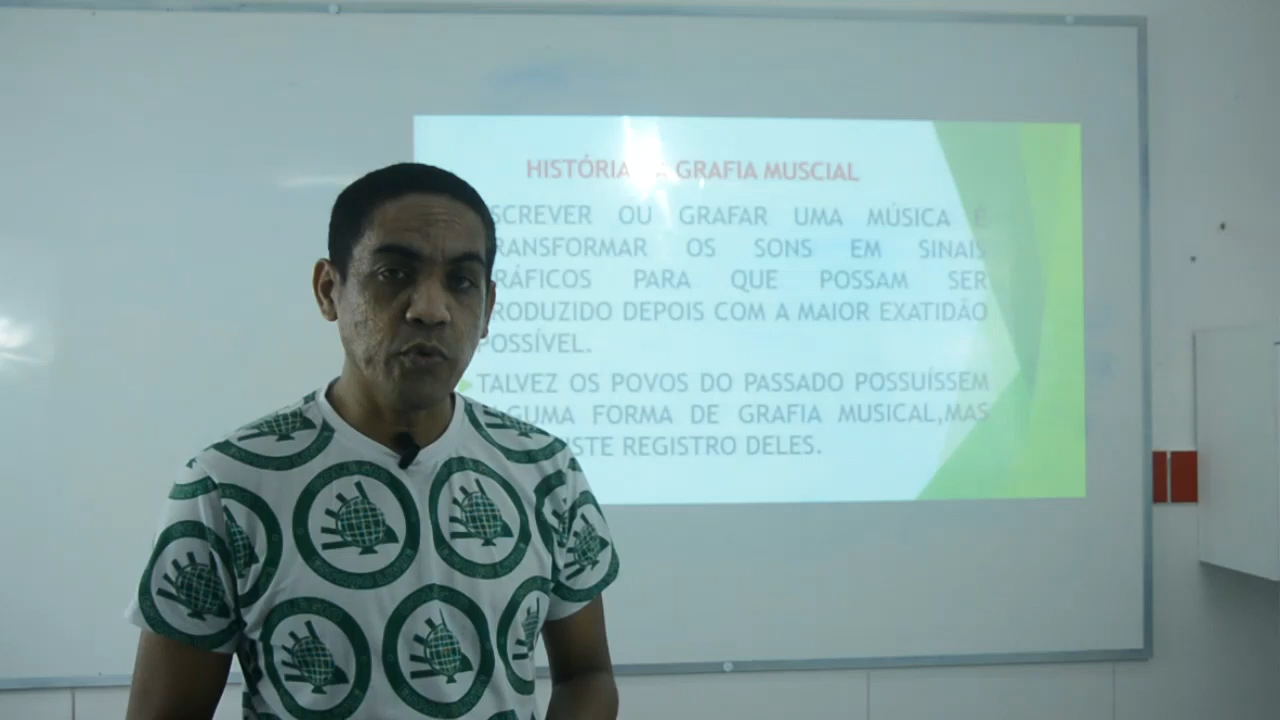 HISTÓRIA GRAFIA MUSCIAL
SCREVER OU GRAFAR UMA MÚSICA É
RANSFORMAR OS SONS EM SINAIS
RÁFICOS PARA QUE POSSAM SER
RODUZIDO DEPOIS COM A MAIOR EXATIDÃO
POSSÍVEL.
TALVEZ OS POVOS DO PASSADO POSSUÍSSEM
GUMA FORMA DE GRAFIA MUSICAL,MAS
STE REGISTRO DELES.